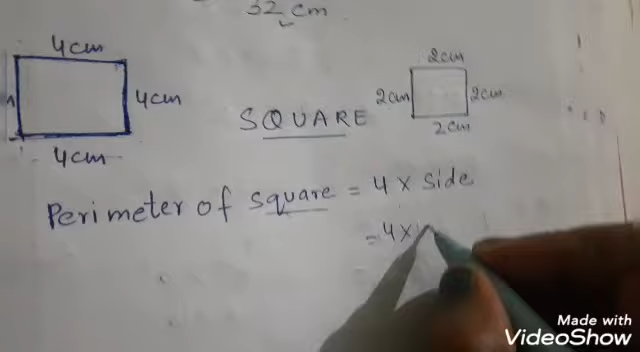 32 cm
4cm
2cm
4cm
SQUARE
2cm
2cm
2cm
4cm
Perimeter of square = 4 × side
= 4 ×
Made with
VideoShow